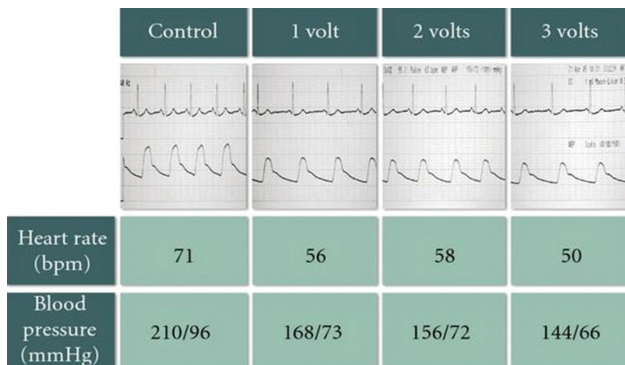 Control 1 volt 2 volts 3 volts
Heart rate
(bpm)
71 56 58 50
Blood
pressure
(mmHg)
210/96 168/73 156/72 144/66